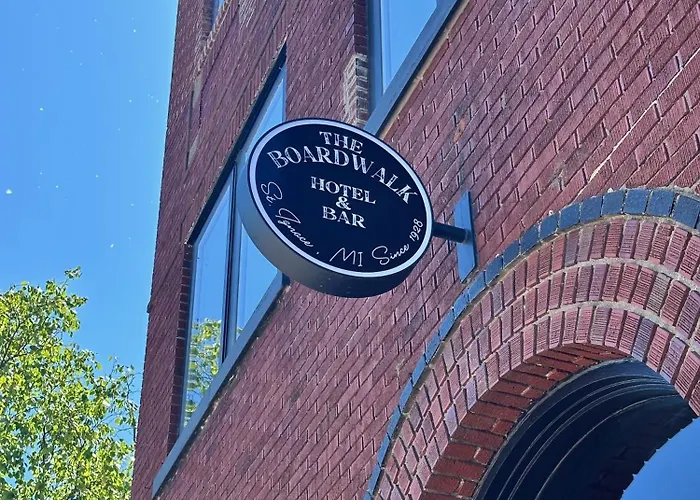 THE
BOARDWALK
HOTEL
&
BAR
St. Ignace, MI Since 1928